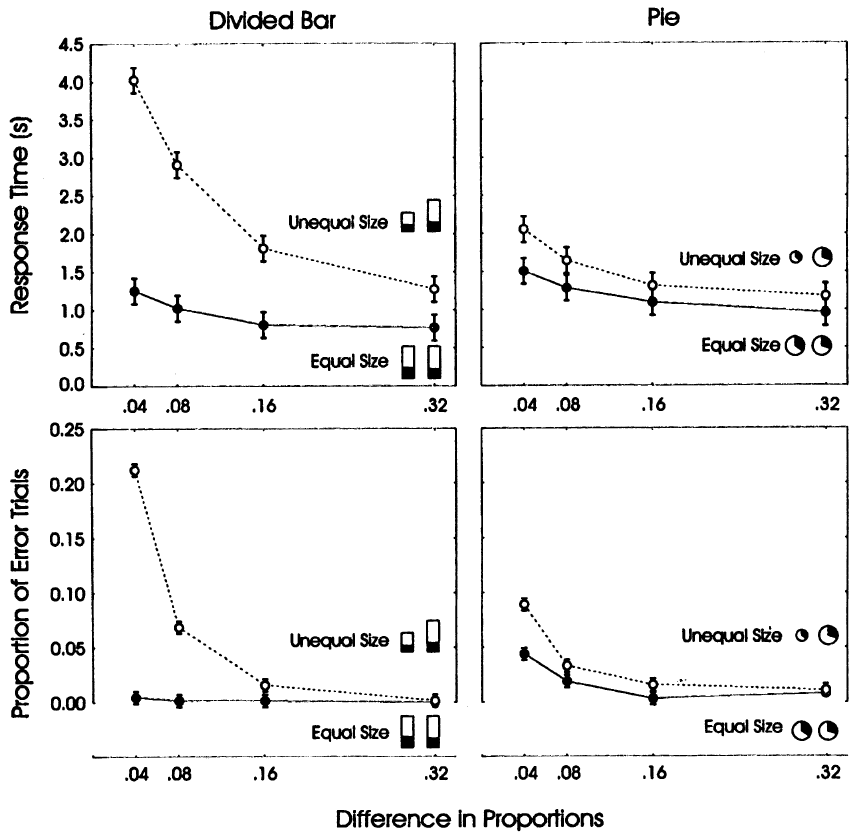 Divided Bar
Pie
Response Time (s)
4.5
4.0
3.5
3.0
2.5
2.0
1.5
1.0
0.5
0.0
Unequal Size
Equal Size
.04 .08 .16 .32
Unequal Size
Equal Size
.04 .08 .16 .32
Proportion of Error Trials
0.25
0.20
0.15
0.10
0.05
0.00
Unequal Size
Equal Size
.04 .08 .16 .32
Unequal Size
Equal Size
.04 .08 .16 .32
Difference in Proportions